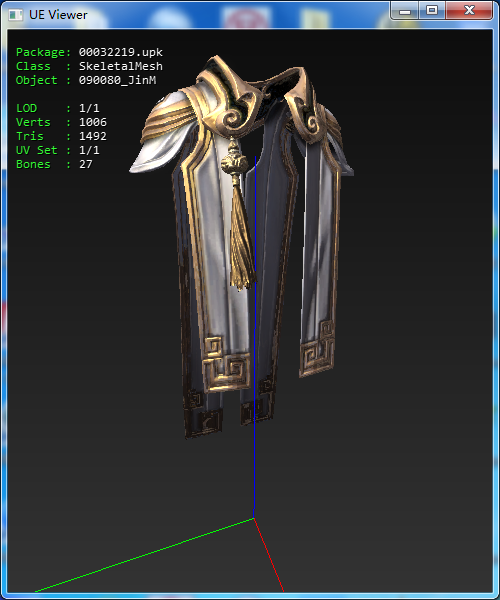 UE Viewer
Package: 00032219.upk
Class : SkeletalMesh
Object : 090080_JinM
LOD : 1/1
Verts : 1006
Tris : 1492
UV Set : 1/1
Bones : 27